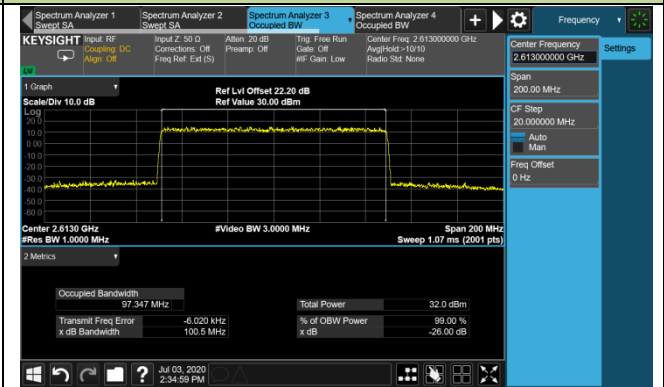 Spectrum Analyzer 1
Swept SA
Spectrum Analyzer 2
Swept SA
Spectrum Analyzer 3
Occupied BW
Spectrum Analyzer 4
Occupied BW
Frequency
KEYSIGHT
Input: RF
Coupling: DC
Align: Off
Input Z: 50 Ω
Corrections: Off
Freq Ref: Ext (S)
Atten: 20 dB
Preamp: Off
Trig: Free Run
Gate: Off
#IF Gain: Low
Center Freq: 2.613000000 GHz
Avg|Hold:>10/10
Radio Std: None
Center Frequency
2.613000000 GHz
Settings
Span
200.00 MHz
CF Step
20.000000 MHz
Auto
Man
Freq Offset
0 Hz
1 Graph
Scale/Div 10.0 dB
Ref Lvl Offset 22.20 dB
Ref Value 30.00 dBm
Log
20.0
10.0
0.00
-10.0
-20.0
-30.0
-40.0
-50.0
-60.0
Center 2.6130 GHz
#Video BW 3.0000 MHz
Span 200 MHz
#Res BW 1.0000 MHz
Sweep 1.07 ms (2001 pts)
2 Metrics
Occupied Bandwidth
97.347 MHz
Total Power
32.0 dBm
Transmit Freq Error
-6.020 kHz
% of OBW Power
99.00 %
x dB Bandwidth
100.5 MHz
x dB
-26.00 dB
?
Jul 03, 2020
2:34:59 PM